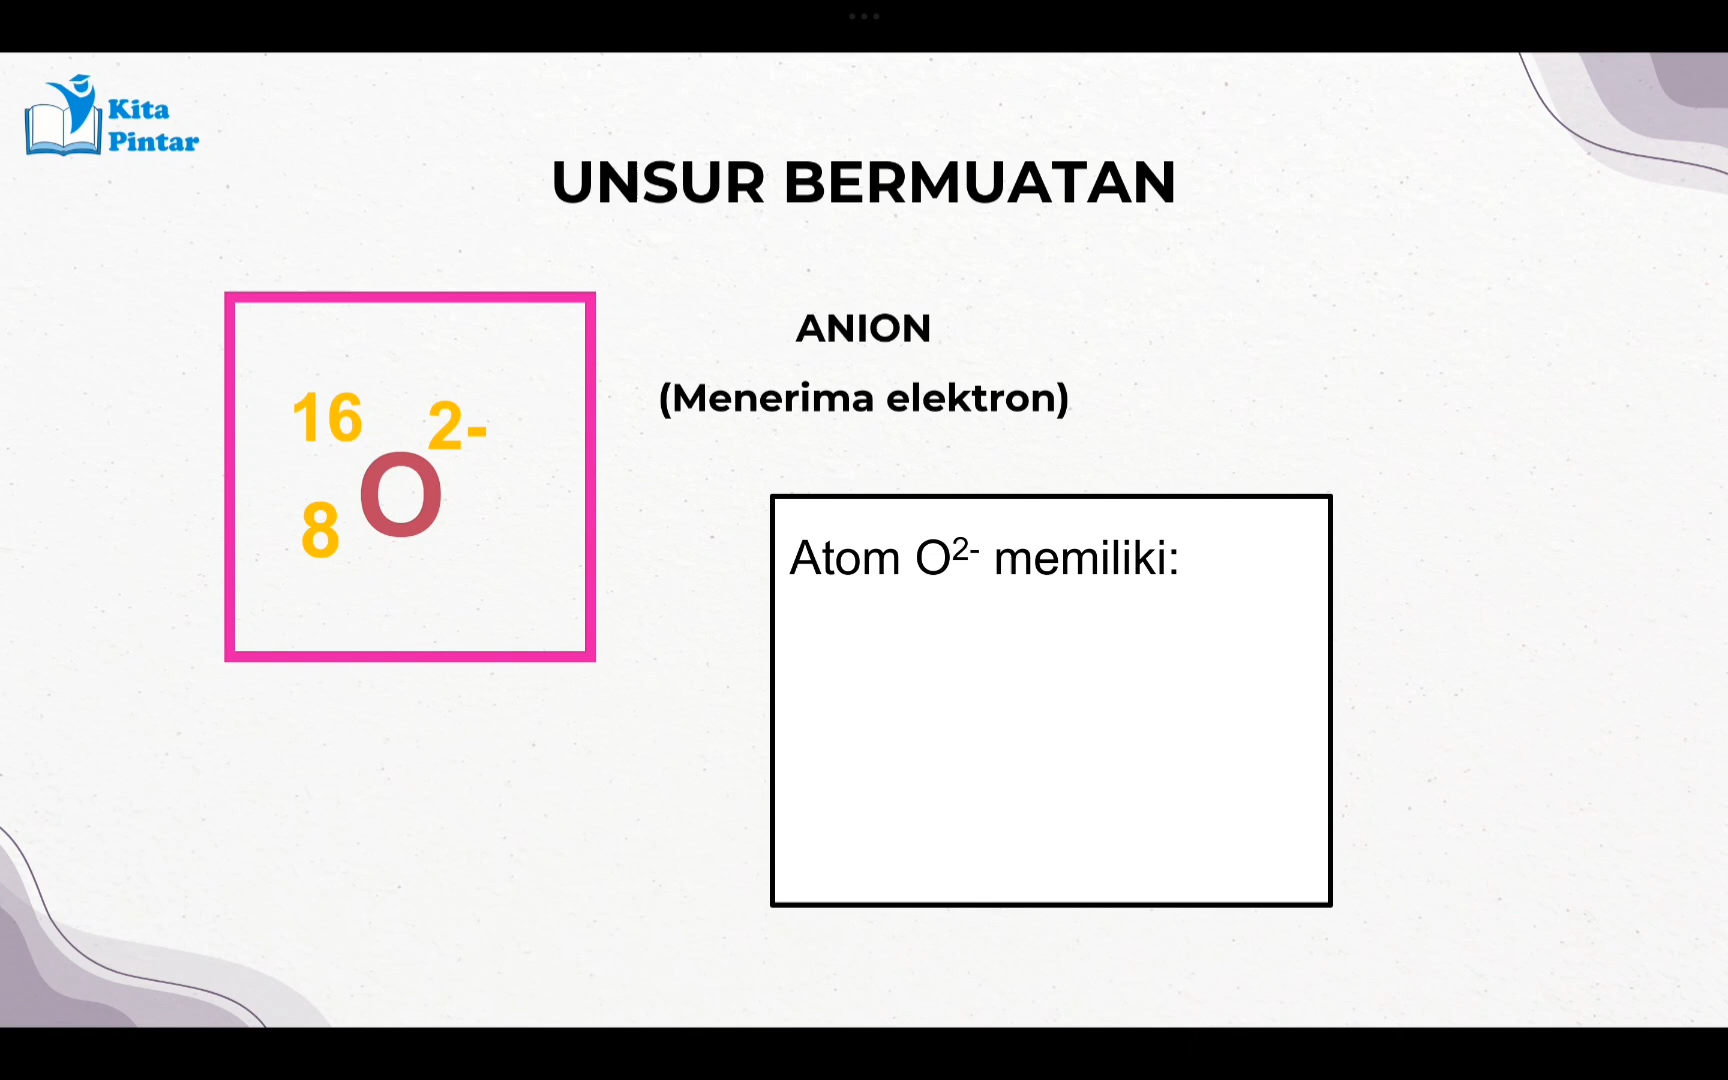 Kita
Pintar
UNSUR BERMUATAN
ANION
(Menerima elektron)
16
2-
O
8
Atom O²⁻ memiliki: